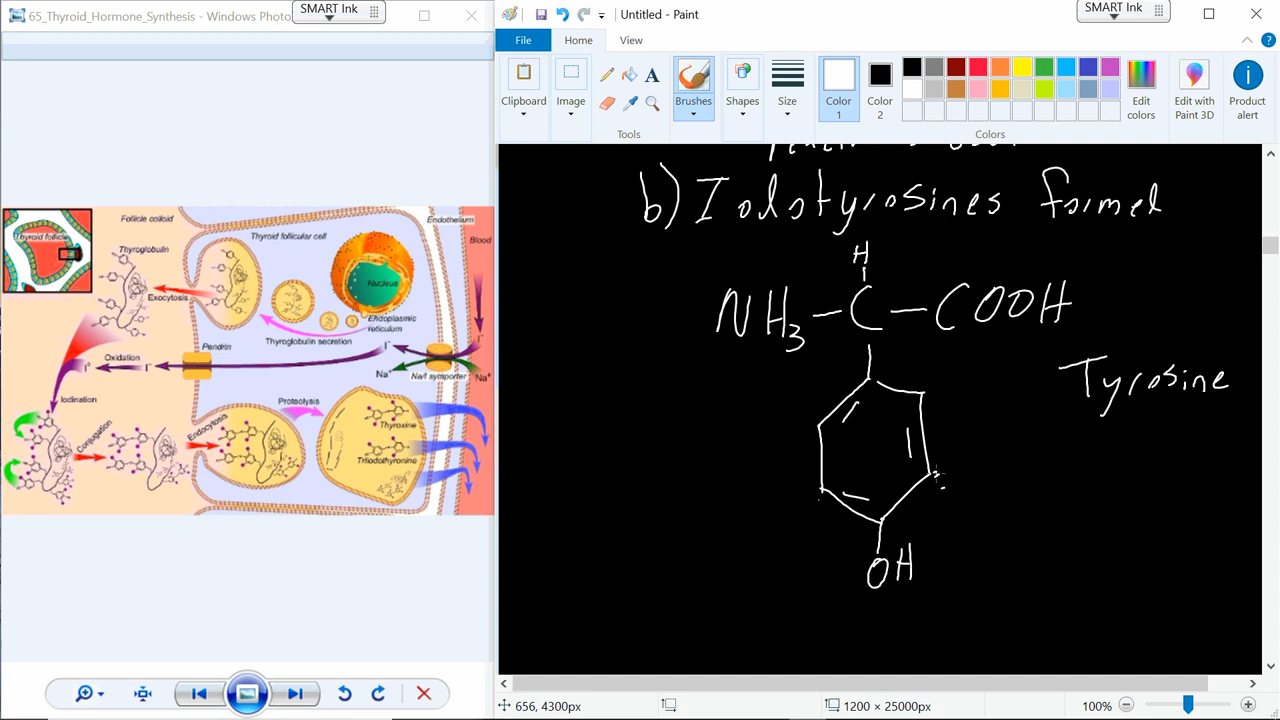 65_Thyroid_Hormone_Synthesis - Windows Photo
SMART Ink
Thyroid follicle
Follicle colloid
Thyroglobulin
Exocytosis
Thyroid follicular cell
Nucleus
Endoplasmic
reticulum
Thyroglobulin secretion
Endothelium
Blood
Pendrin
Oxidation
I⁰
I⁻
I⁻
I⁻
Na⁺
Na/I symporter
Na⁺
Iodination
Conjugation
Endocytosis
Proteolysis
Thyroxine
Triiodothyronine
Untitled - Paint
SMART Ink
File
Home
View
Clipboard
Image
Tools
Brushes
Shapes
Size
Color
1
Color
2
Edit
colors
Edit with
Paint 3D
Product
alert
Colors
b) Iodotyrosines formed
H
NH3 - C - COOH
Tyrosine
OH
656, 4300px
1200 × 25000px
100%